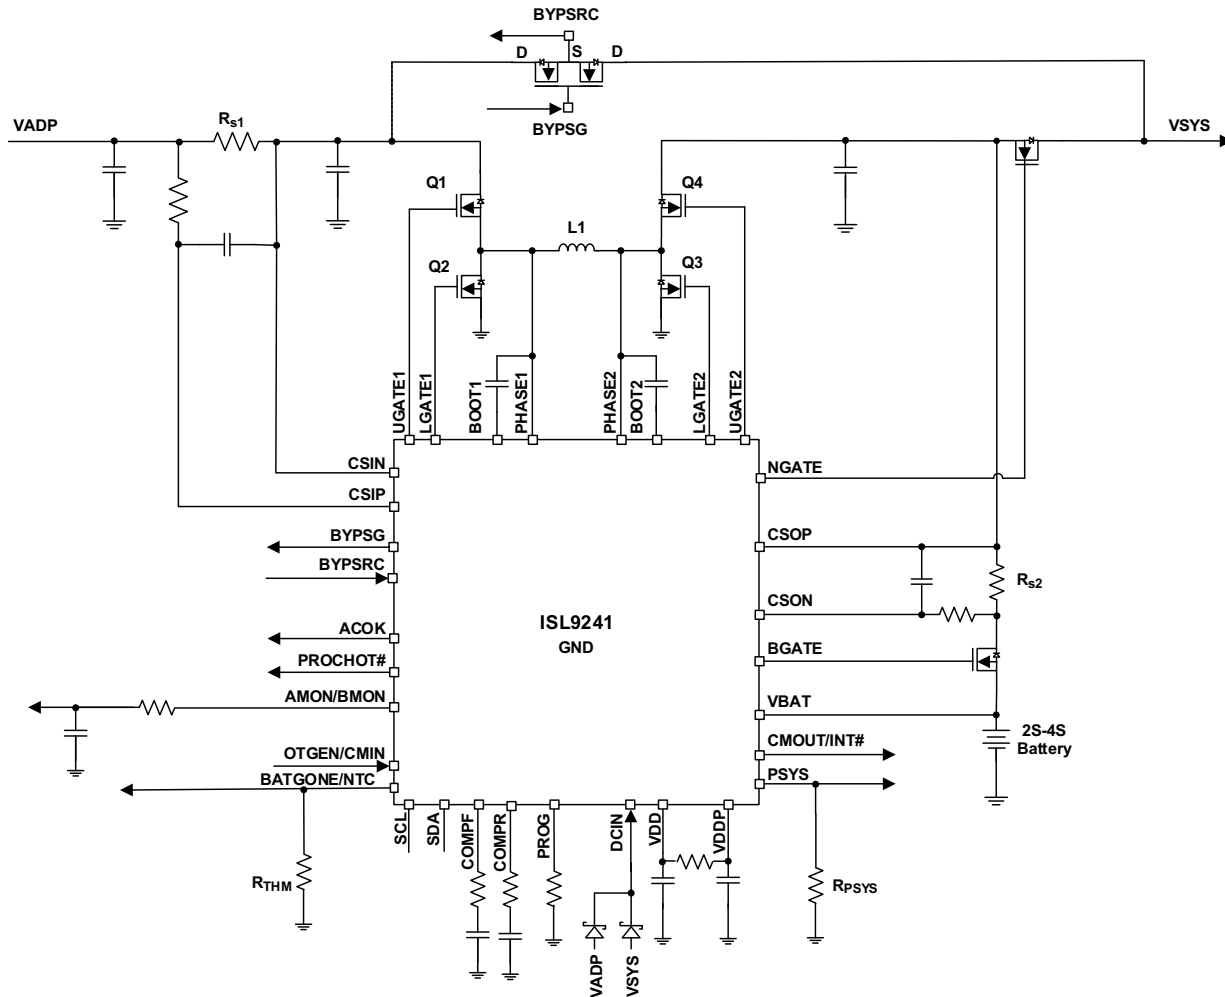 BYPSRC
D S D
BYPSG
VADP
Rs1
VSYS
Q1
Q4
L1
Q2
Q3
UGATE1
LGATE1
BOOT1
PHASE1
PHASE2
BOOT2
LGATE2
UGATE2
CSIN
NGATE
CSIP
BYPSG
CSOP
BYPSRC
Rs2
CSON
ISL9241
GND
ACOK
BGATE
PROCHOT#
AMON/BMON
VBAT
2S-4S
Battery
CMOUT/INT#
OTGEN/CMIN
BATGONE/NTC
PSYS
SCL
SDA
COMPF
COMPR
PROG
DCIN
VDD
VDDP
RTHM
RPSYS
VADP
VSYS